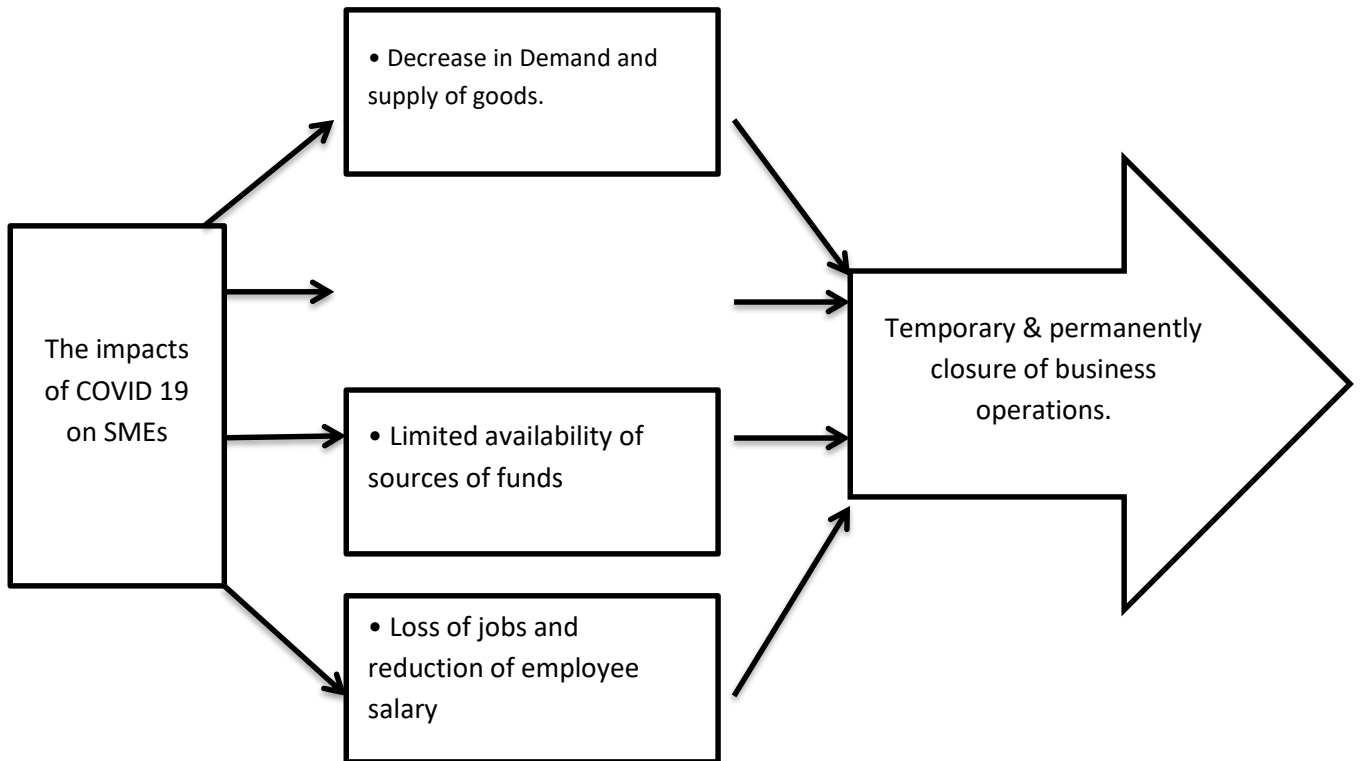 • Decrease in Demand and
supply of goods.
The impacts
of COVID 19
on SMEs
• Limited availability of
sources of funds
• Loss of jobs and
reduction of employee
salary
Temporary & permanently
closure of business
operations.